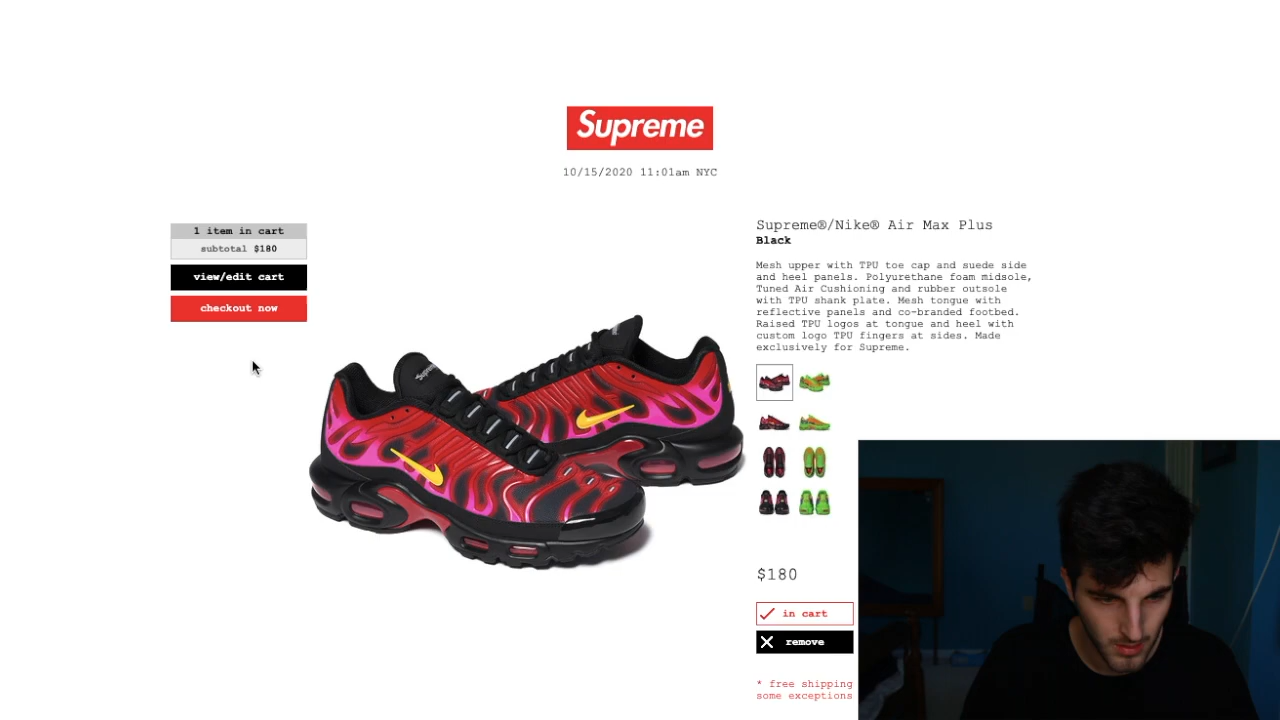 Supreme
10/15/2020 11:01am NYC
1 item in cart
subtotal $180
view/edit cart
checkout now
Supreme®/Nike® Air Max Plus
Black
Mesh upper with TPU toe cap and suede side
and heel panels. Polyurethane foam midsole,
Tuned Air Cushioning and rubber outsole
with TPU shank plate. Mesh tongue with
reflective panels and co-branded footbed.
Raised TPU logos at tongue and heel with
custom logo TPU fingers at sides. Made
exclusively for Supreme.
Supreme
Supreme
$180
in cart
remove
* free shipping
some exceptions